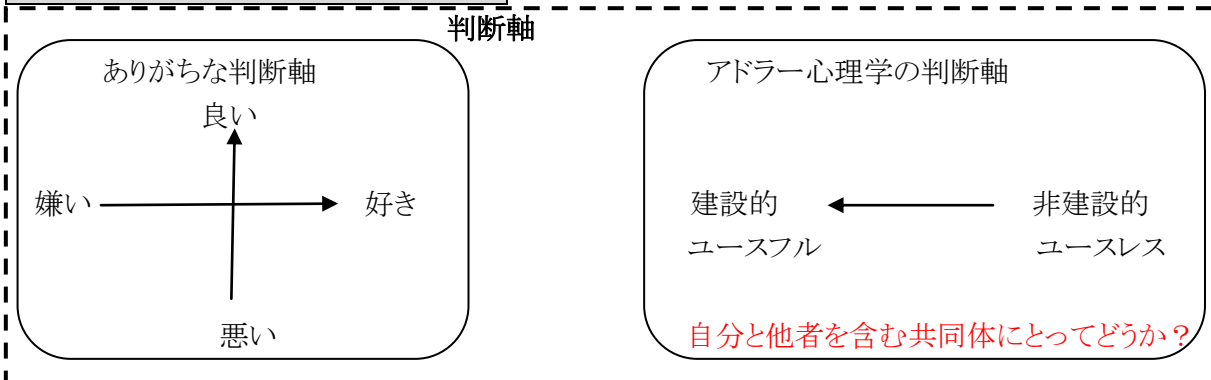 判断軸
ありがちな判断軸
良い
嫌い
好き
悪い
アドラー心理学の判断軸
建設的
非建設的
ユースフル
ユースレス
自分と他者を含む共同体にとってどうか？